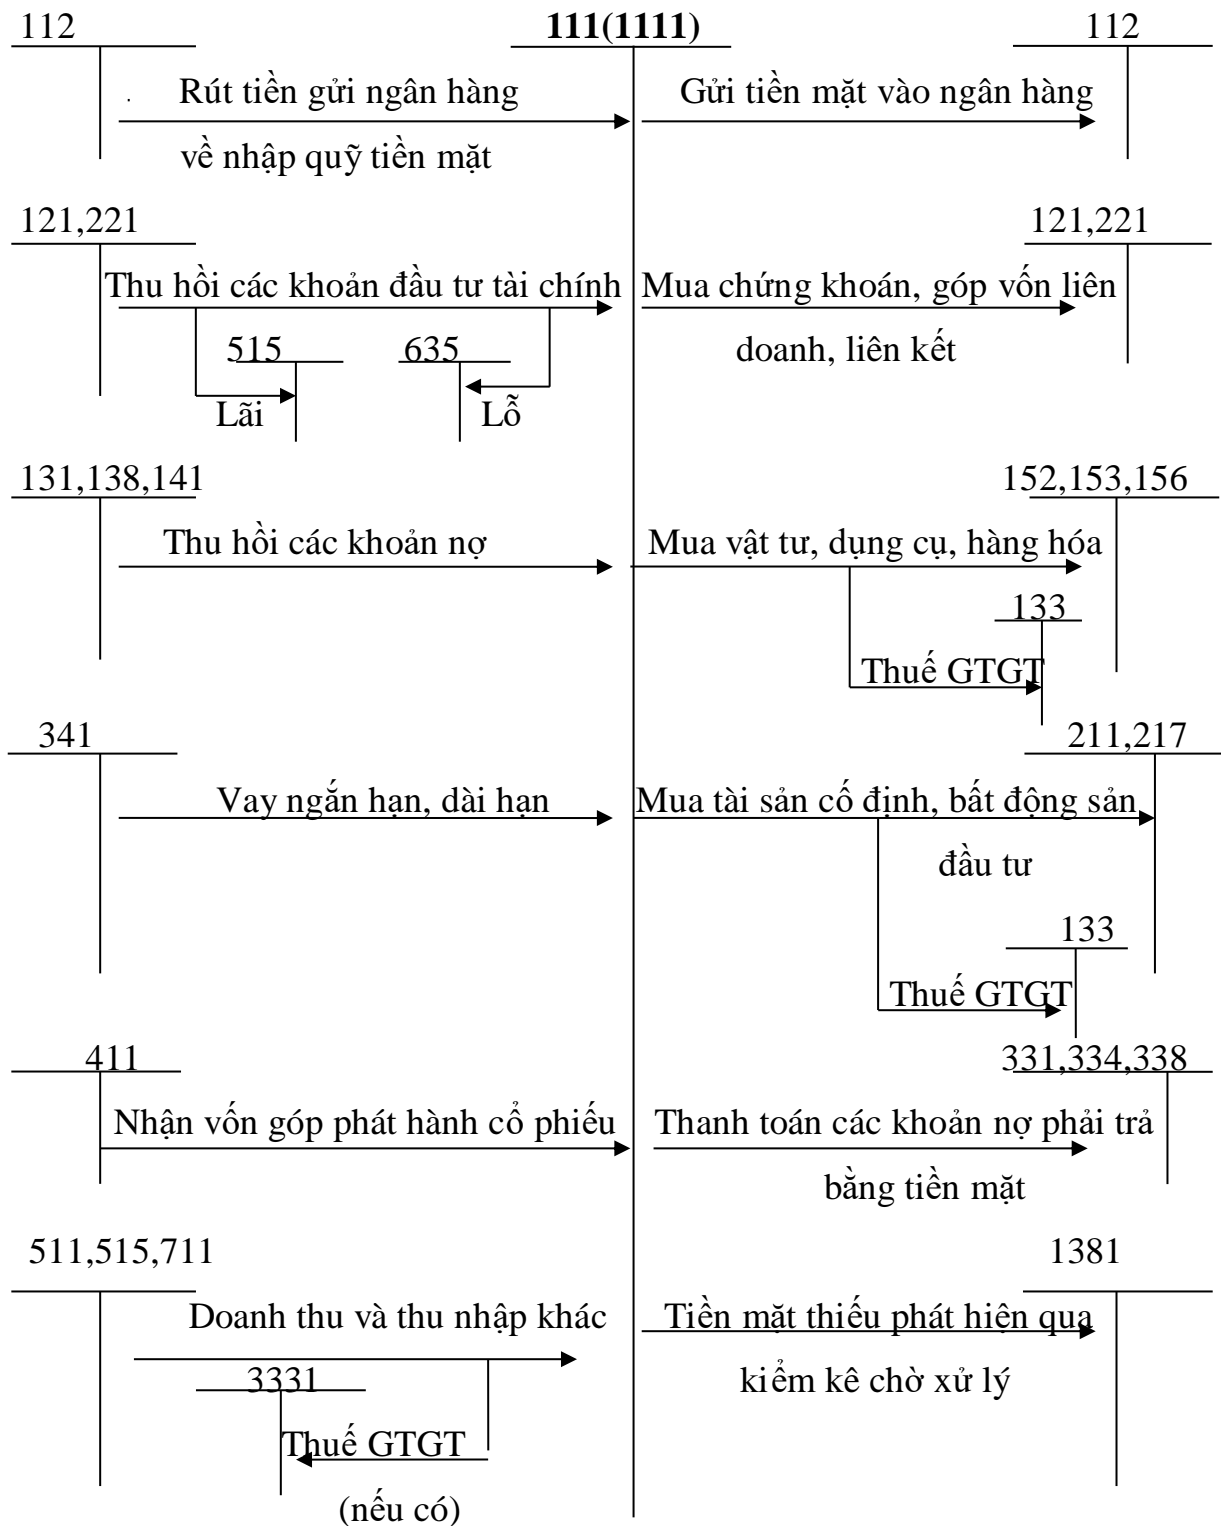 112
111(1111)
112
Rút tiền gửi ngân hàng
Gửi tiền mặt vào ngân hàng
về nhập quỹ tiền mặt
121,221
121,221
Thu hồi các khoản đầu tư tài chính
Mua chứng khoán, góp vốn liên
515
635
doanh, liên kết
Lãi
Lỗ
131,138,141
152,153,156
Thu hồi các khoản nợ
Mua vật tư, dụng cụ, hàng hóa
133
Thuế GTGT
341
211,217
Vay ngắn hạn, dài hạn
Mua tài sản cố định, bất động sản
đầu tư
133
Thuế GTGT
411
331,334,338
Nhận vốn góp phát hành cổ phiếu
Thanh toán các khoản nợ phải trả
bằng tiền mặt
511,515,711
1381
Doanh thu và thu nhập khác
Tiền mặt thiếu phát hiện qua
3331
kiểm kê chờ xử lý
Thuế GTGT
(nếu có)